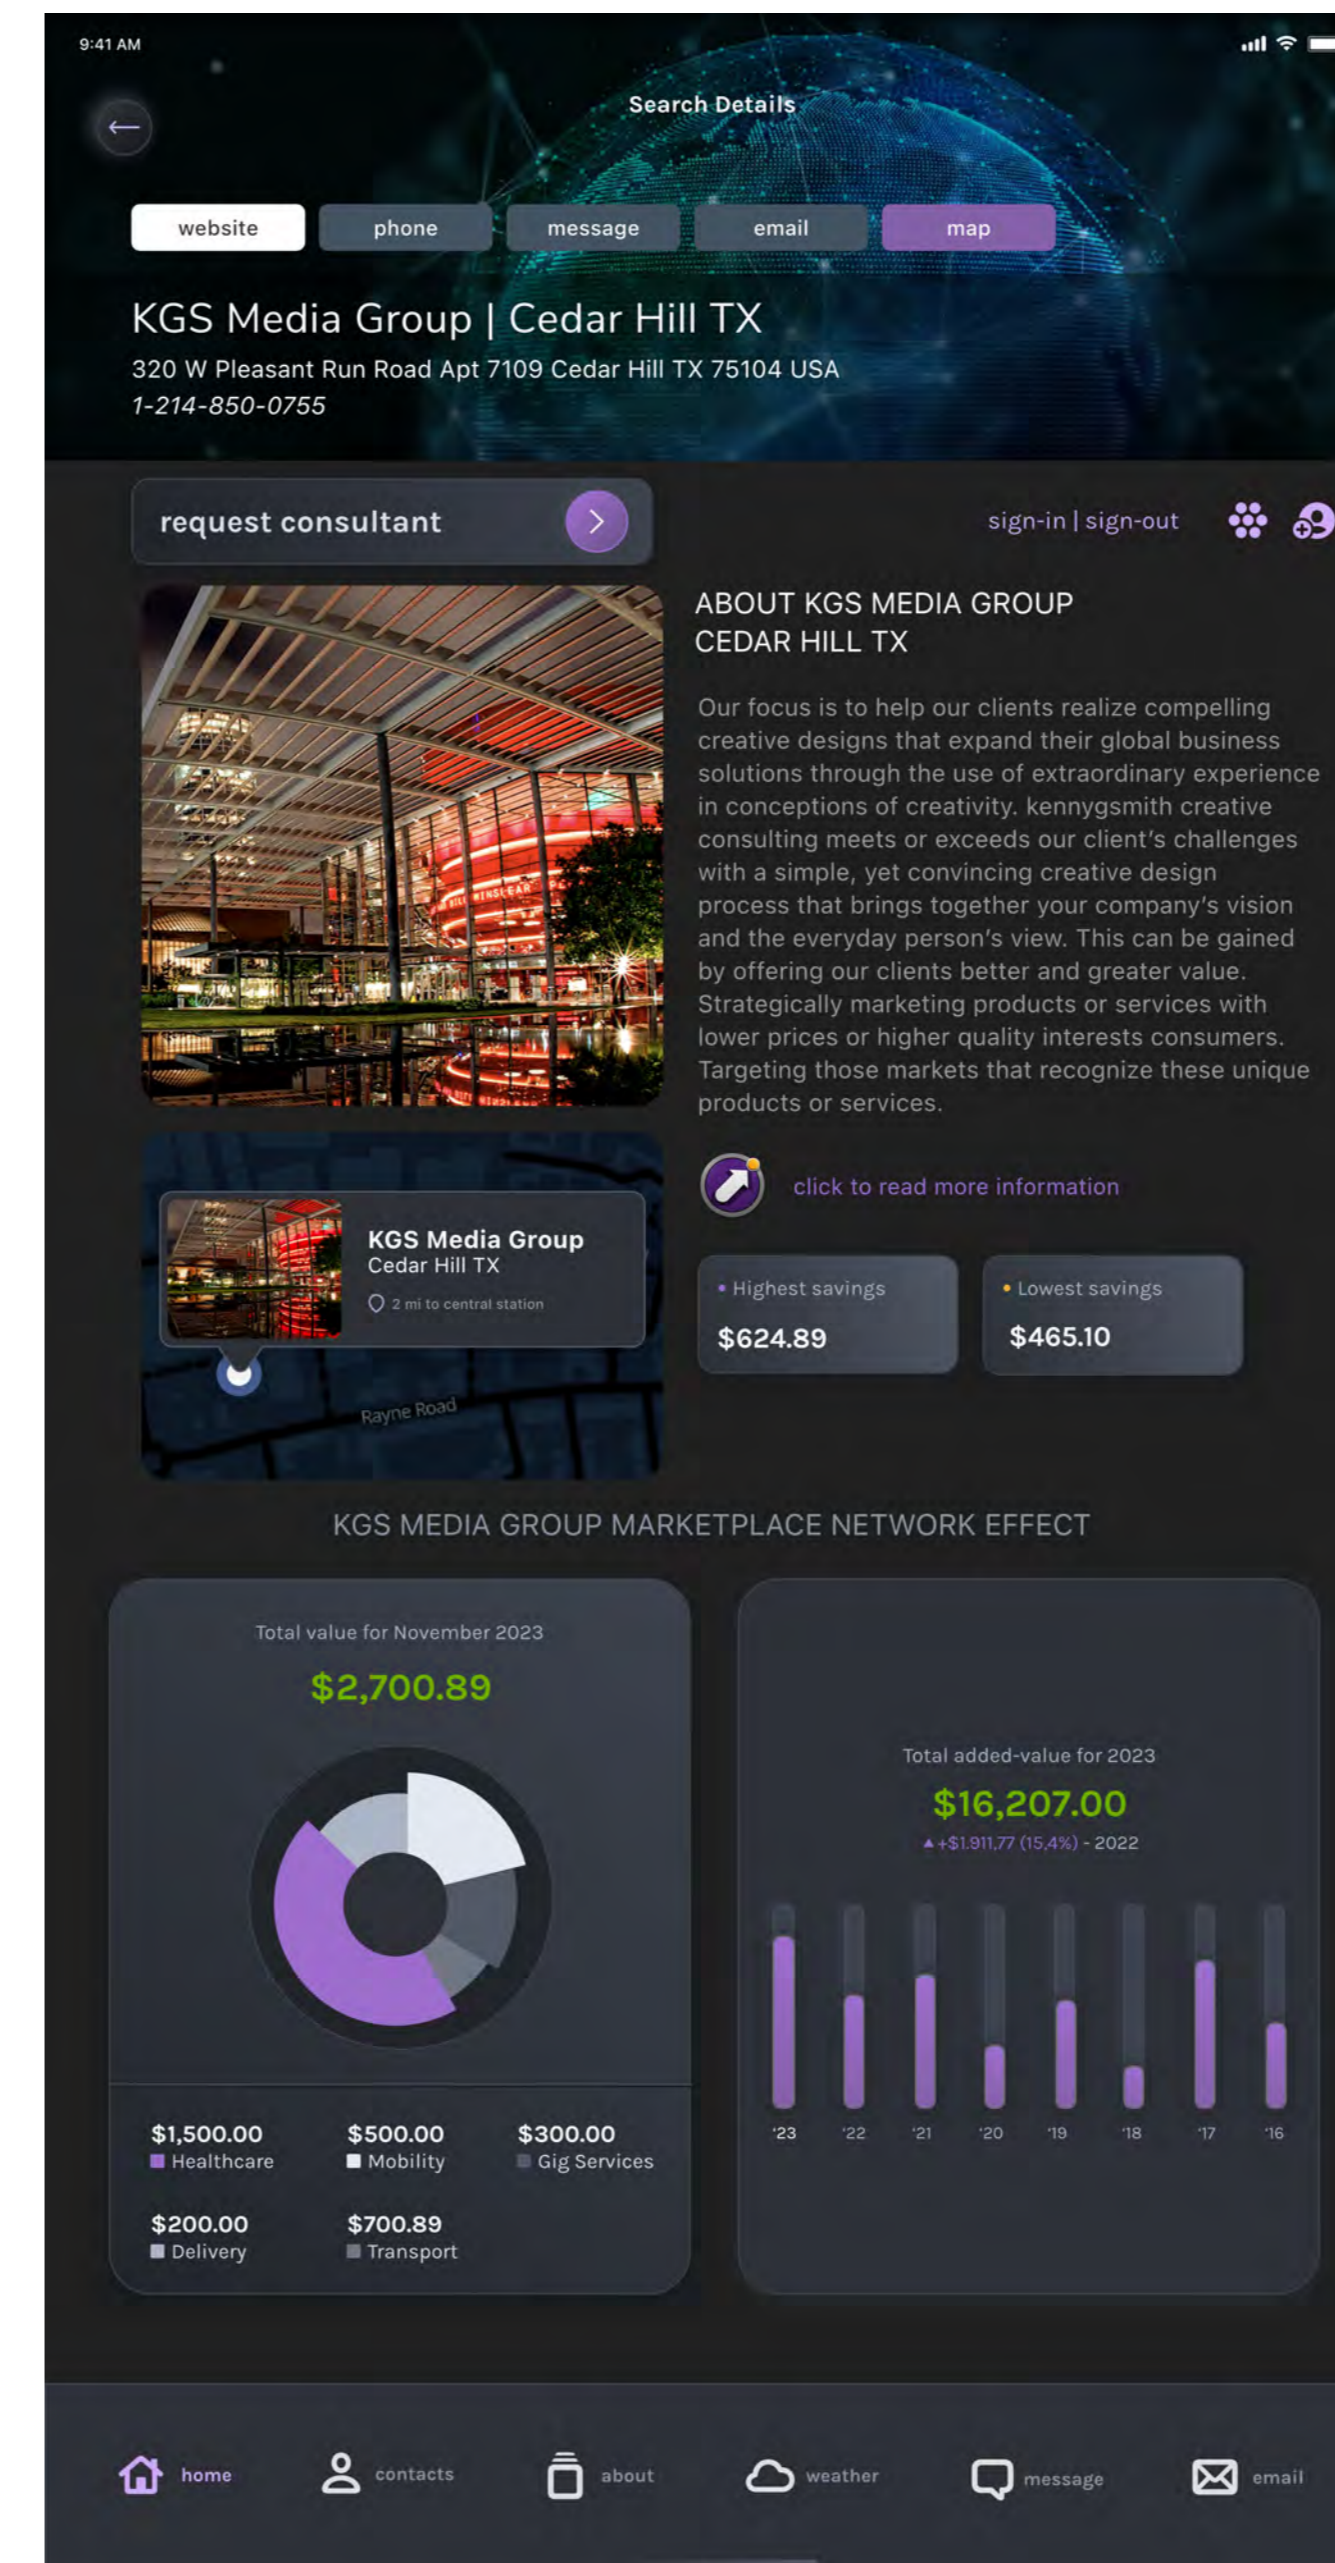 9:41 AM
Search Details
website
phone
message
email
map
KGS Media Group | Cedar Hill TX
320 W Pleasant Run Road Apt 7109 Cedar Hill TX 75104 USA
1-214-850-0755
request consultant
sign-in | sign-out
ABOUT KGS MEDIA GROUP
CEDAR HILL TX
Our focus is to help our clients realize compelling
creative designs that expand their global business
solutions through the use of extraordinary experience
in conceptions of creativity. kennygsmith creative
consulting meets or exceeds our client's challenges
with a simple, yet convincing creative design
process that brings together your company's vision
and the everyday person's view. This can be gained
by offering our clients better and greater value.
Strategically marketing products or services with
lower prices or higher quality interests consumers.
Targeting those markets that recognize these unique
products or services.
click to read more information
KGS Media Group
Cedar Hill TX
2 mi to central station
Rayne Road
• Highest savings
$624.89
• Lowest savings
$465.10
KGS MEDIA GROUP MARKETPLACE NETWORK EFFECT
Total value for November 2023
$2,700.89
$1,500.00
Healthcare
$500.00
Mobility
$300.00
Gig Services
$200.00
Delivery
$700.89
Transport
Total added-value for 2023
$16,207.00
▲ +$1.911,77 (15,4%) - 2022
'23 '22 '21 '20 '19 '18 '17 '16
home
contacts
about
weather
message
email